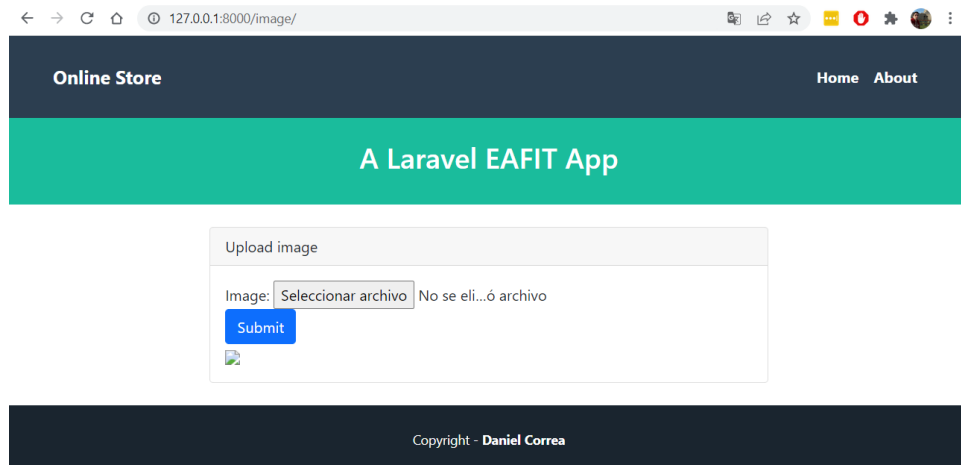 127.0.0.1:8000/image/
Online Store
Home About
A Laravel EAFIT App
Upload image
Image: Seleccionar archivo No se eli...ó archivo
Submit
Copyright - Daniel Correa